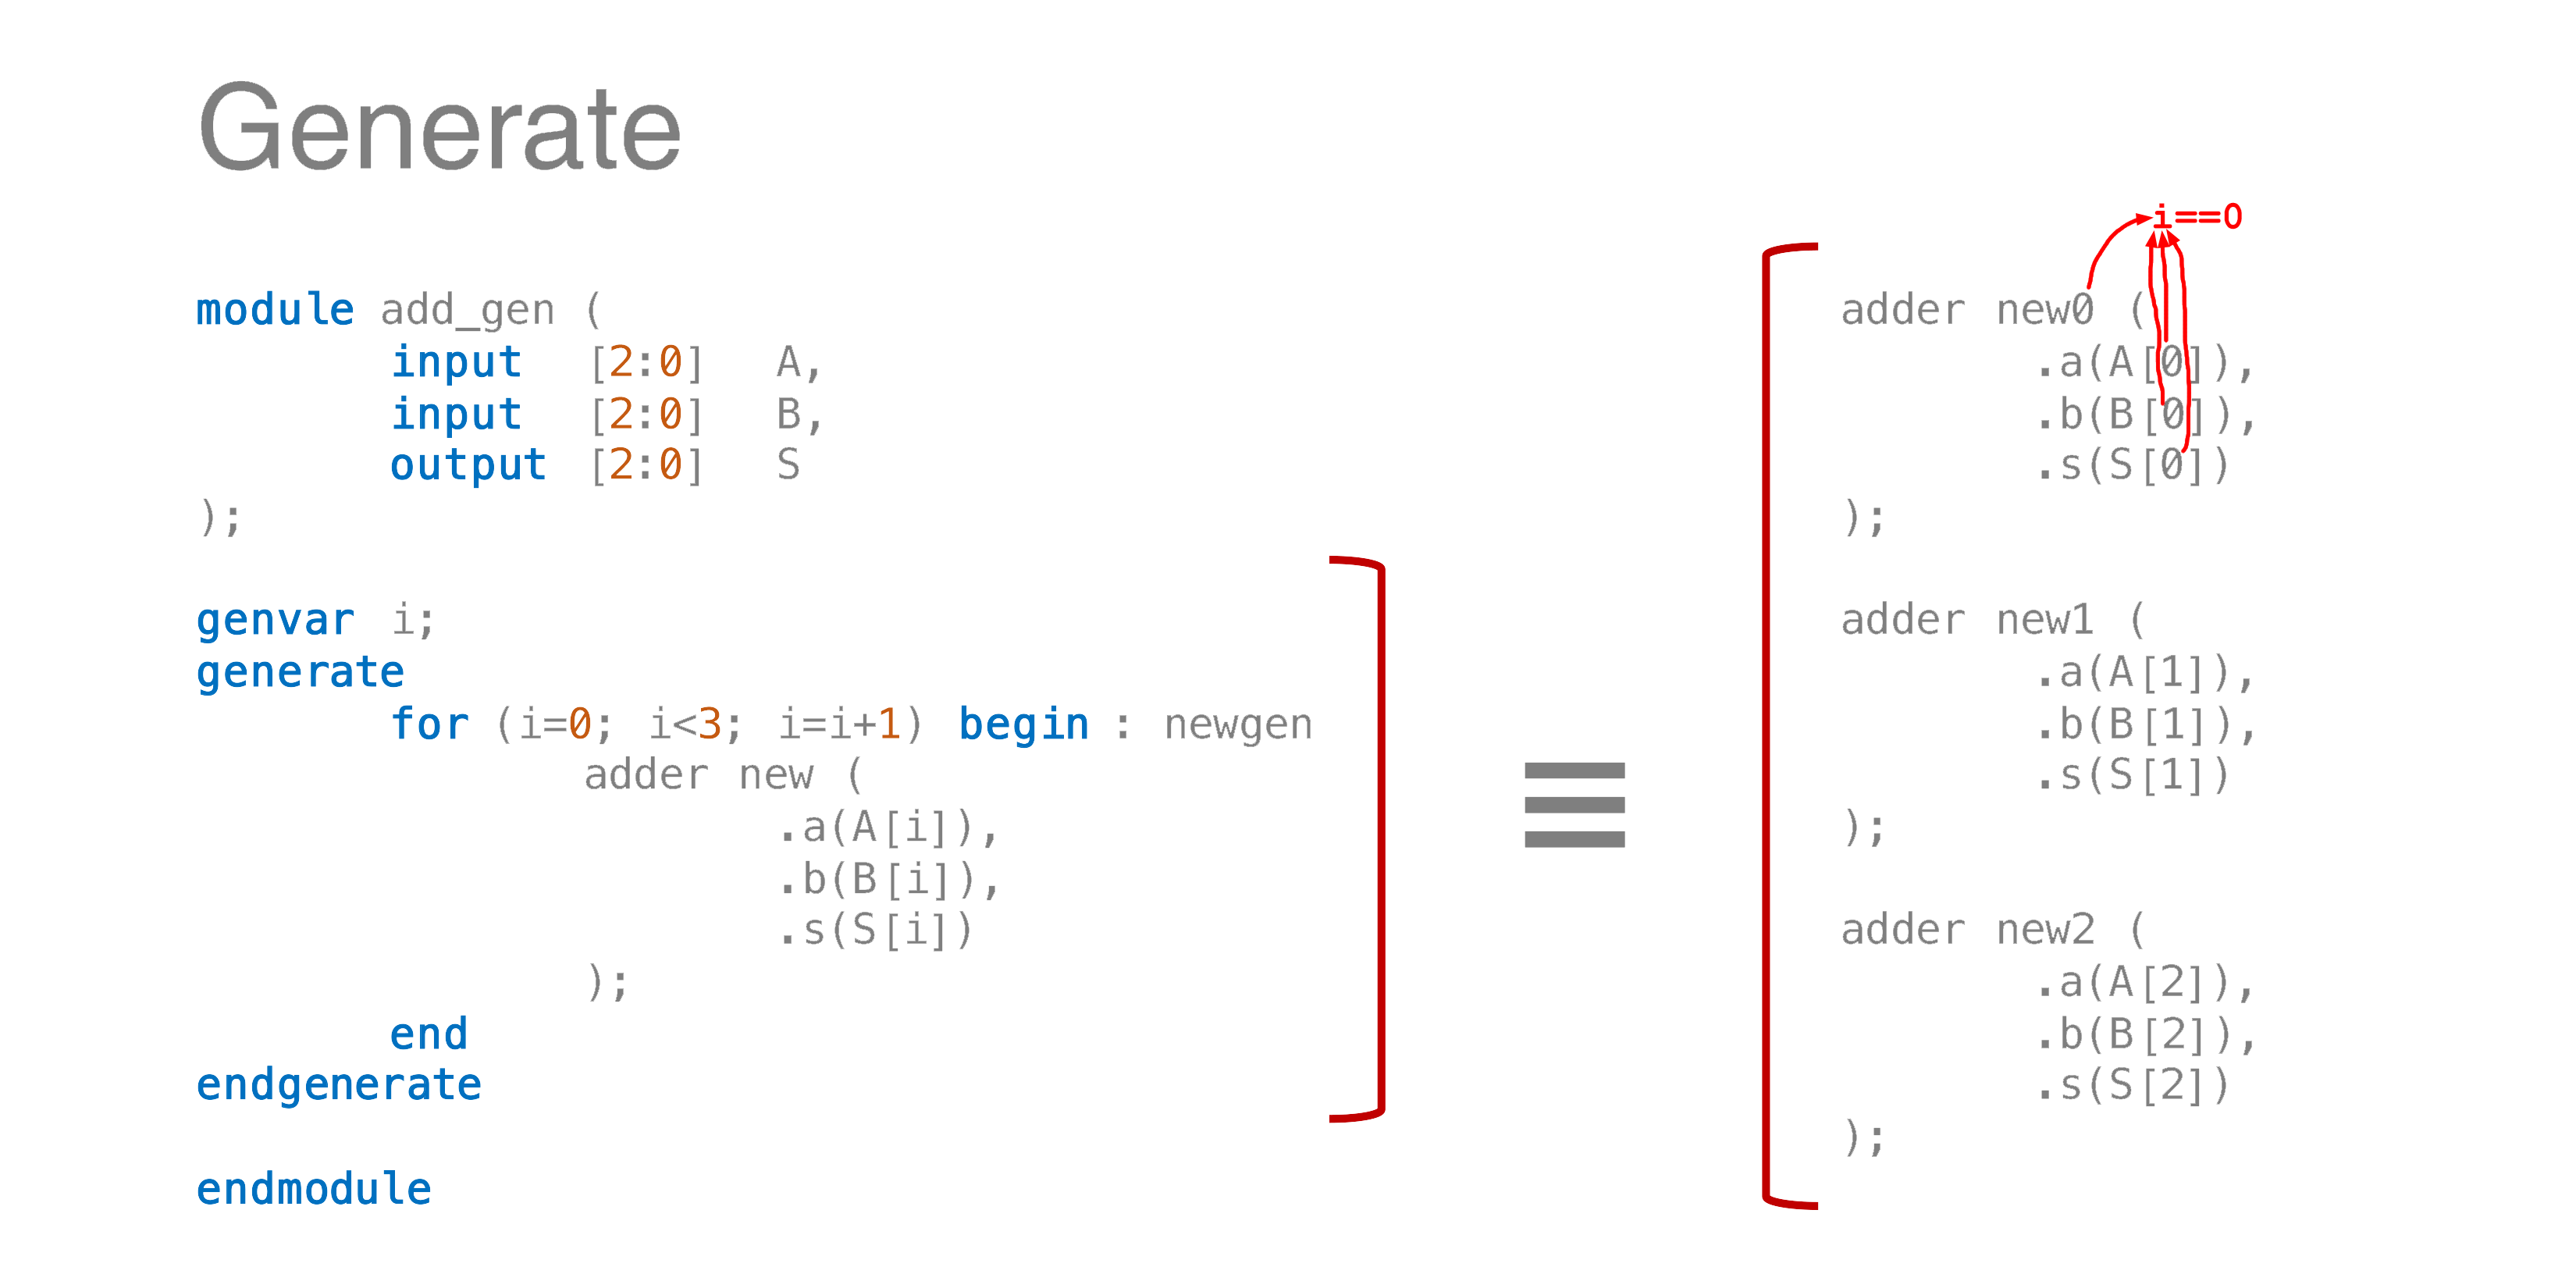 Generate
module add_gen (
input [2:0] A,
input [2:0] B,
output [2:0] S
);
genvar i;
generate
for (i=0; i<3; i=i+1) begin : newgen
adder new (
.a(A[i]),
.b(B[i]),
.s(S[i])
);
end
endgenerate
endmodule
i==0
adder new0 (
.a(A[0]),
.b(B[0]),
.s(S[0])
);
adder new1 (
.a(A[1]),
.b(B[1]),
.s(S[1])
);
adder new2 (
.a(A[2]),
.b(B[2]),
.s(S[2])
);